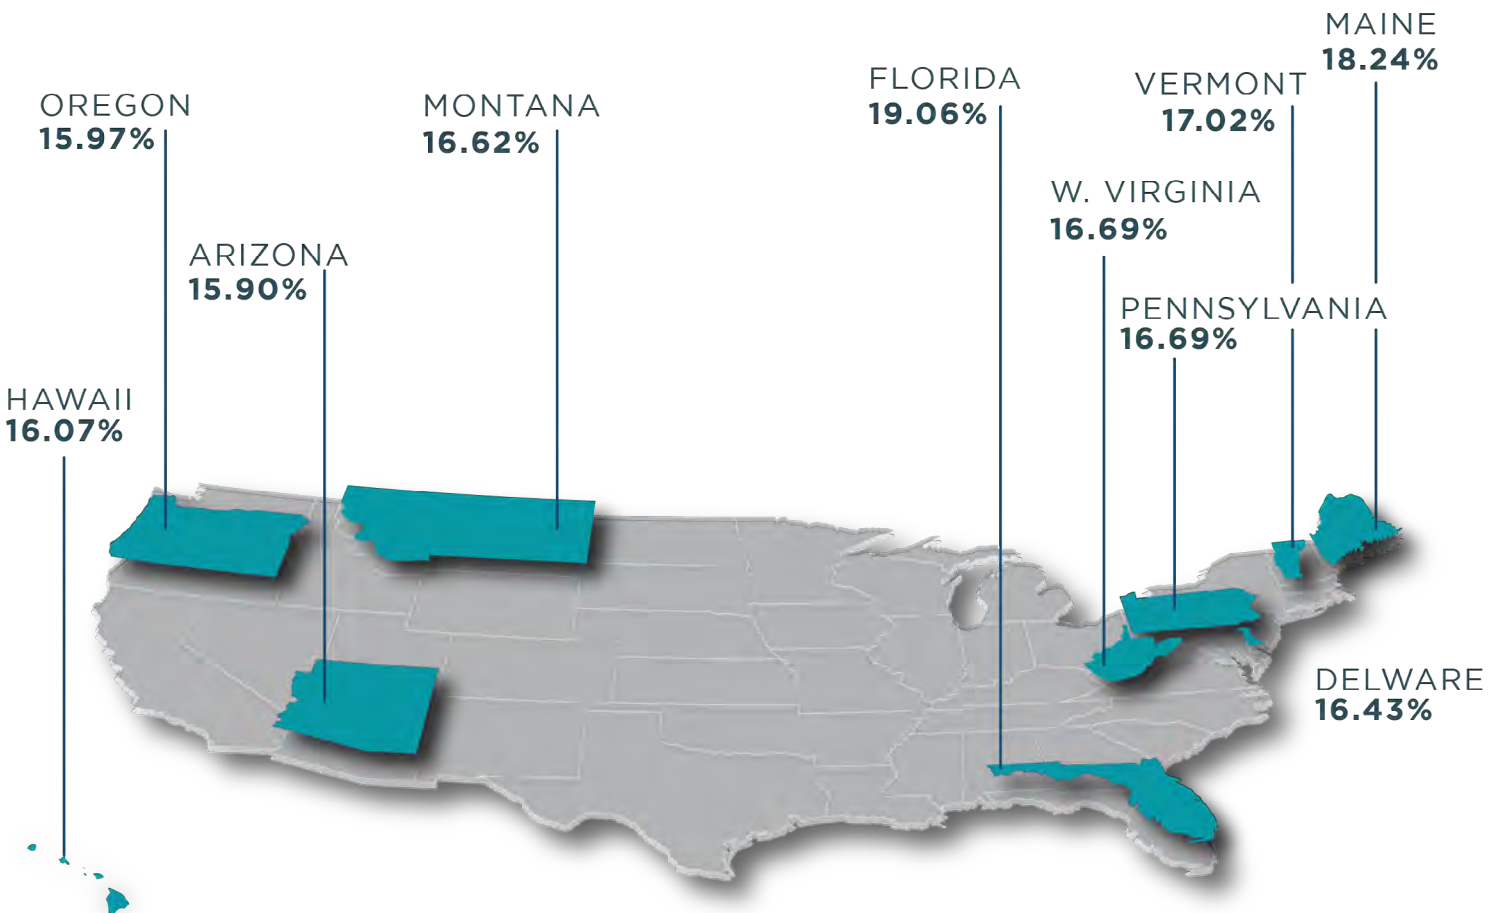 MAINE
18.24%
FLORIDA
19.06%
VERMONT
17.02%
OREGON
15.97%
MONTANA
16.62%
W. VIRGINIA
16.69%
ARIZONA
15.90%
PENNSYLVANIA
16.69%
HAWAII
16.07%
DELWARE
16.43%